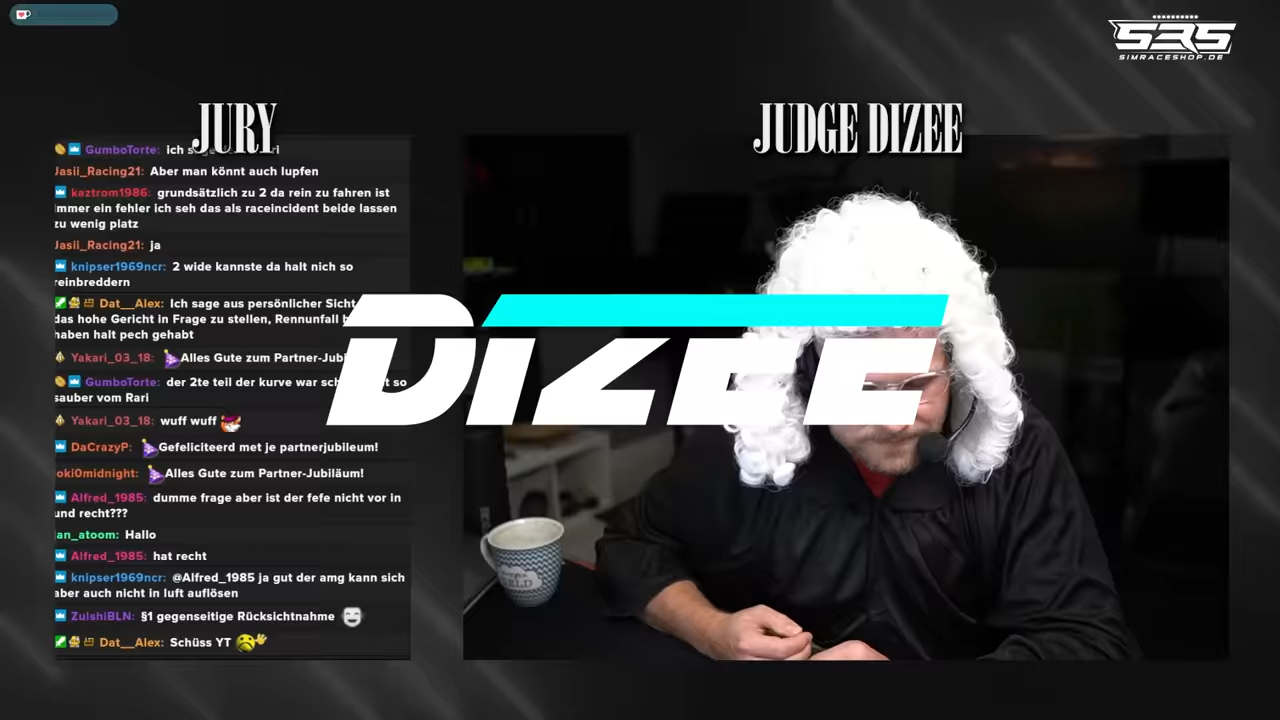 SRS
SIMRACESHOP.DE
JURY
JUDGE DIZEE
GumboTorte: ich
Jasii_Racing21: Aber man könnt auch lupfen
kaztrom1986: grundsätzlich zu 2 da rein zu fahren ist
immer ein fehler ich seh das als raceincident beide lassen
zu wenig platz
Jasii_Racing21: ja
knipser1969ncr: 2 wide kannste da halt nich so
reinbreddern
Dat__Alex: Ich sage aus persönlicher Sicht
das hohe Gericht in Frage zu stellen, Rennunfall
haben halt pech gehabt
Yakari_03_18: Alles Gute zum Partner-Jubi
GumboTorte: der 2te teil der kurve war so
sauber vom Rari
Yakari_03_18: wuff wuff
DaCrazyP: Gefeliciteerd met je partnerjubileum!
oki0midnight: Alles Gute zum Partner-Jubiläum!
Alfred_1985: dumme frage aber ist der fefe nicht vor in
und recht???
an_atoom: Hallo
Alfred_1985: hat recht
knipser1969ncr: @Alfred_1985 ja gut der amg kann sich
aber auch nicht in luft auflösen
ZulshiBLN: §1 gegenseitige Rücksichtnahme
Dat__Alex: Schüss YT
DIZEE